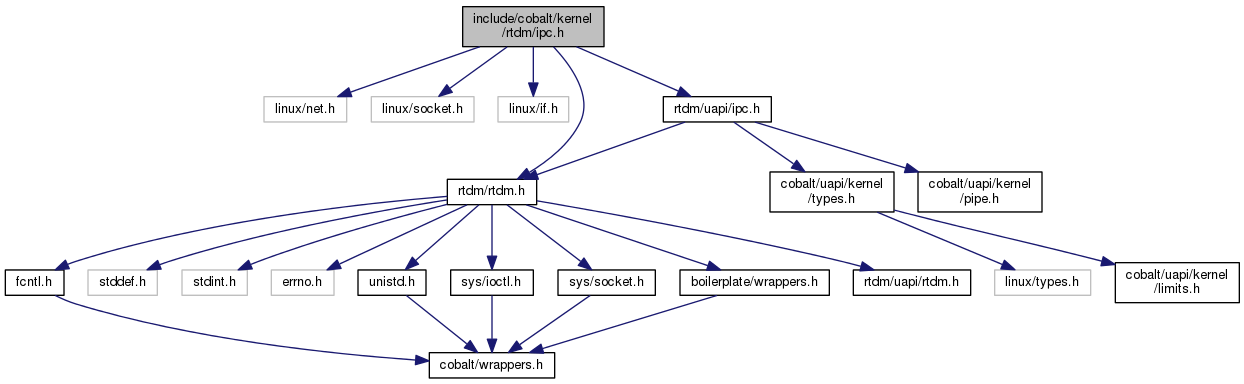 include/cobalt/kernel
/rtdm/ipc.h
linux/net.h
linux/socket.h
linux/if.h
rtdm/uapi/ipc.h
rtdm/rtdm.h
cobalt/uapi/kernel
/types.h
cobalt/uapi/kernel
/pipe.h
fcntl.h
stddef.h
stdint.h
errno.h
unistd.h
sys/ioctl.h
sys/socket.h
boilerplate/wrappers.h
rtdm/uapi/rtdm.h
linux/types.h
cobalt/uapi/kernel
/limits.h
cobalt/wrappers.h